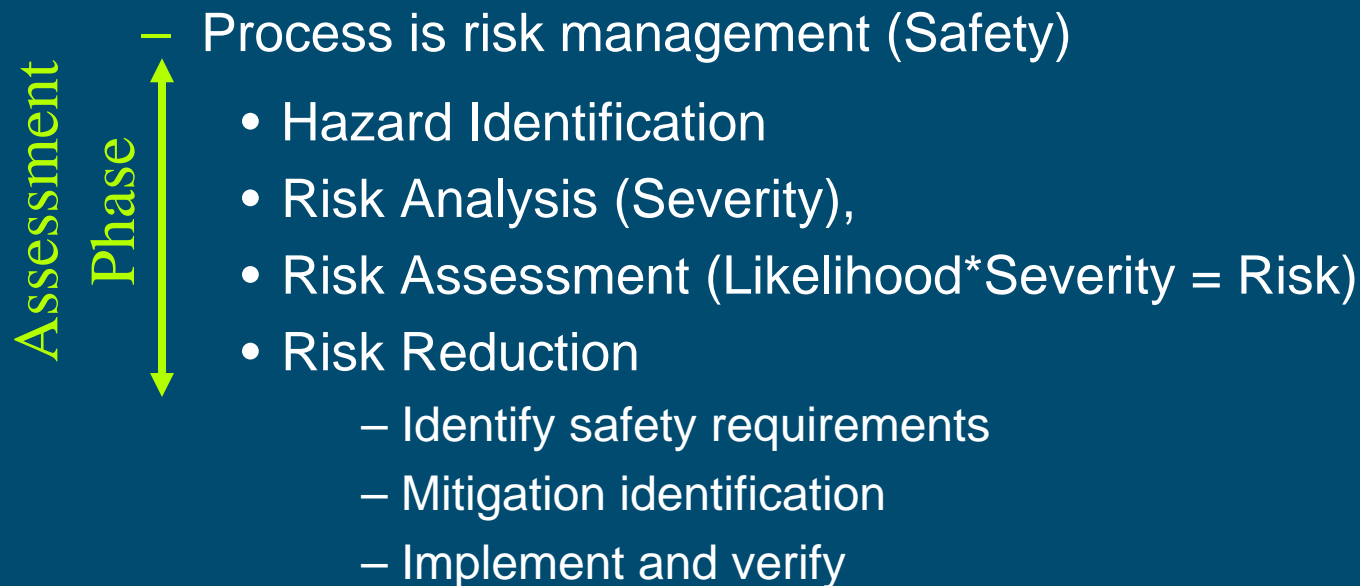 Assessment
Phase
– Process is risk management (Safety)
• Hazard Identification
• Risk Analysis (Severity),
• Risk Assessment (Likelihood*Severity = Risk)
• Risk Reduction
– Identify safety requirements
– Mitigation identification
– Implement and verify